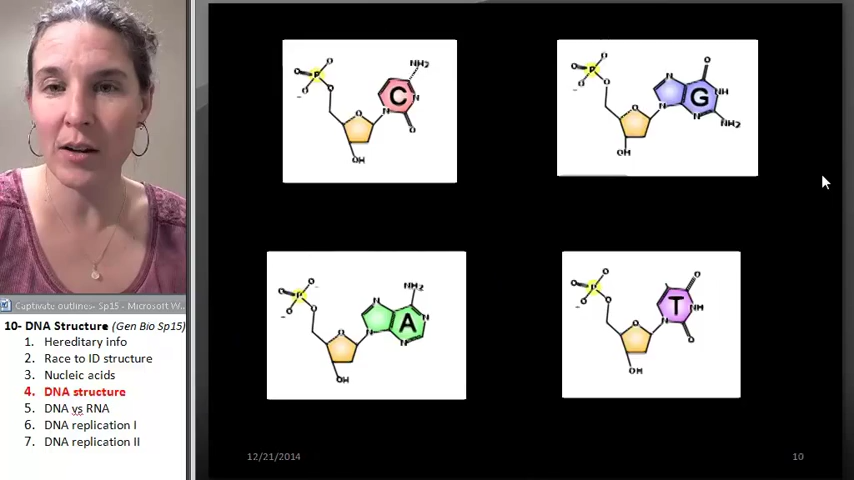 NH₂
O
P
O
O
C
N
N
O
O
OH
O
P
O
O
N
O
NH
G
N
N
NH₂
O
OH
O
P
O
O
NH₂
N
N
A
N
N
O
OH
O
P
O
O
O
T
NH
N
O
O
OH
Captivate outlines- Sp15 - Microsoft W
10- DNA Structure (Gen Bio Sp15)
1. Hereditary info
2. Race to ID structure
3. Nucleic acids
4. DNA structure
5. DNA vs RNA
6. DNA replication I
7. DNA replication II
12/21/2014
10